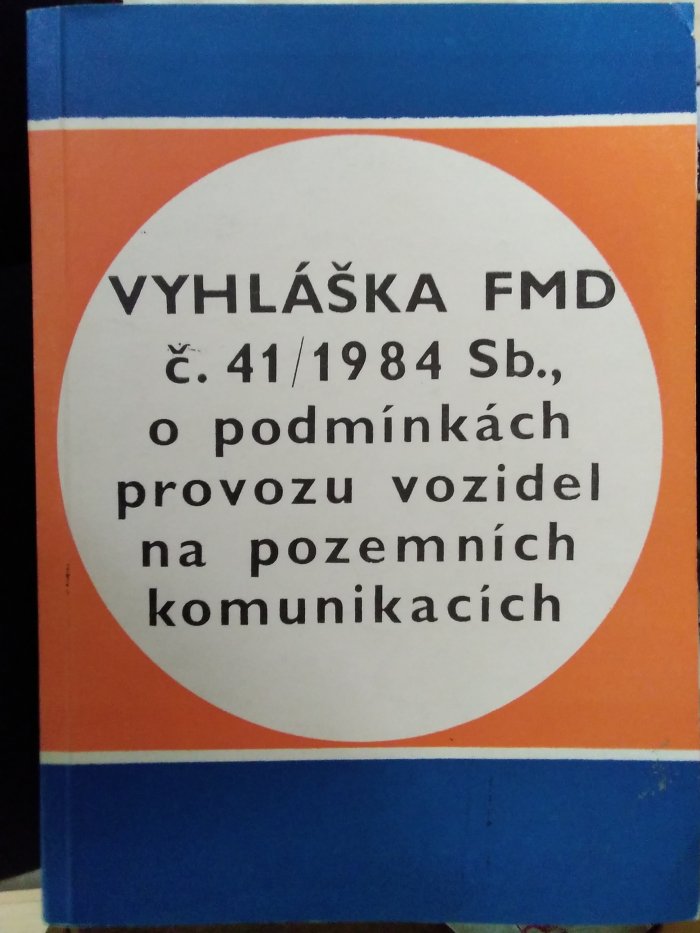 VYHLÁŠKA FMD
č. 41/1984 Sb.,
o podmínkách
provozu vozidel
na pozemních
komunikacích